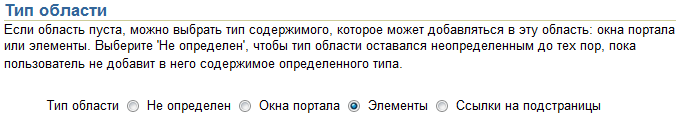 Тип области
Если область пуста, можно выбрать тип содержимого, которое может добавляться в эту область: окна портала
или элементы. Выберите 'Не определен', чтобы тип области оставался неопределенным до тех пор, пока
пользователь не добавит в него содержимое определенного типа.
Тип области Не определен Окна портала Элементы Ссылки на подстраницы